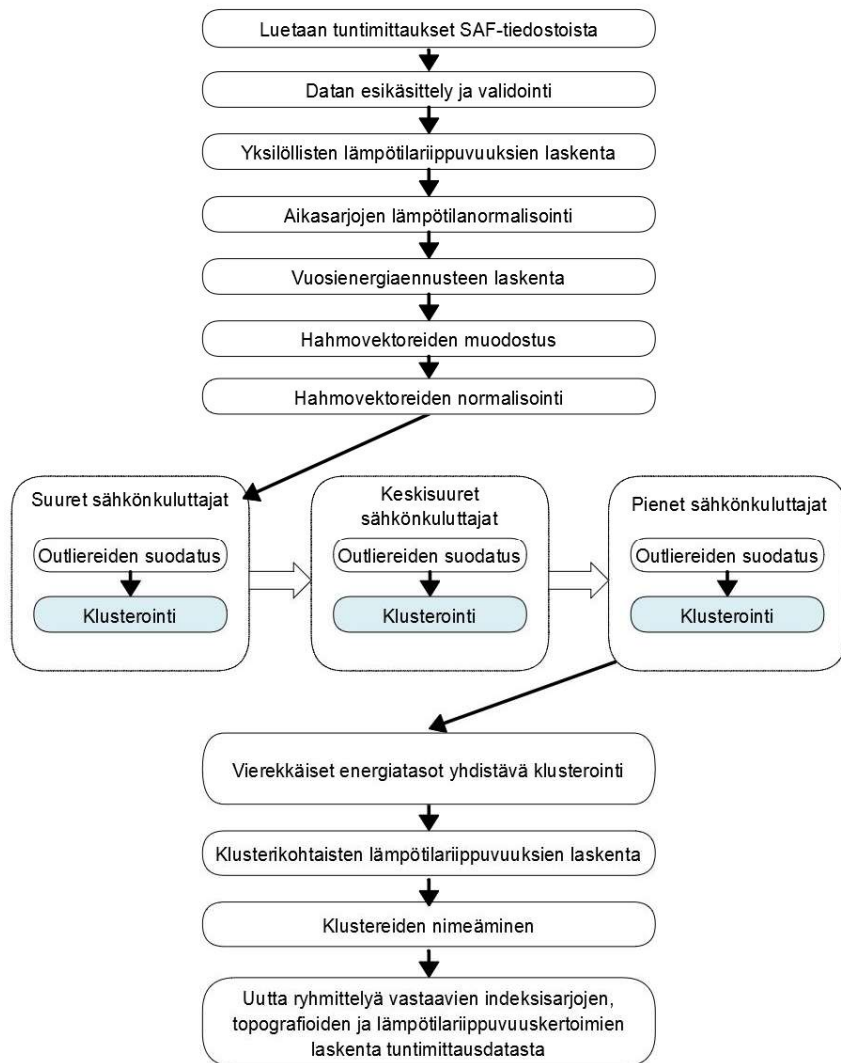 Luetaan tuntimittaukset SAF-tiedostoista
Datan esikäsittely ja validointi
Yksilöllisten lämpötilariippuvuuksien laskenta
Aikasarjojen lämpötilanormalisointi
Vuosienergiaennusteen laskenta
Hahmovektoreiden muodostus
Hahmovektoreiden normalisointi
Suuret sähkönkuluttajat
Outliereiden suodatus
Klusterointi
Keskisuuret
sähkönkuluttajat
Outliereiden suodatus
Klusterointi
Pienet sähkönkuluttajat
Outliereiden suodatus
Klusterointi
Vierekkäiset energiatasot yhdistävä klusterointi
Klusterikohtaisten lämpötilariippuvuuksien laskenta
Klustereiden nimeäminen
Uutta ryhmittelyä vastaavien indeksisarjojen,
topografioiden ja lämpötilariippuvuuskertoimien
laskenta tuntimittausdatasta